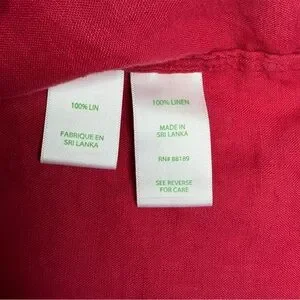 100% LIN
FABRIQUE EN
SRI LANKA
100% LINEN
MADE IN
SRI LANKA
RN# 88189
SEE REVERSE
FOR CARE